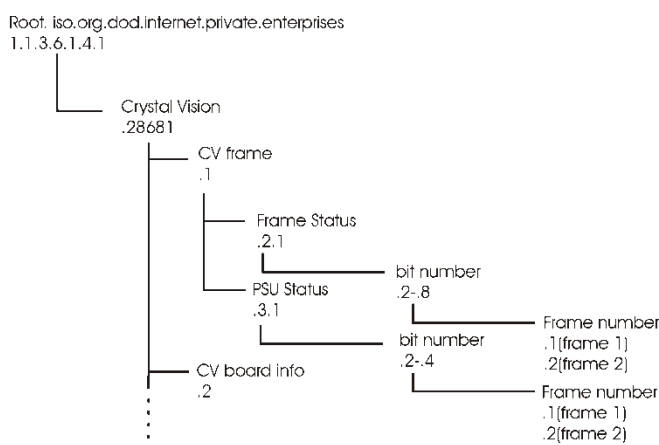 Root. iso.org.dod.internet.private.enterprises
1.1.3.6.1.4.1
Crystal Vision
.28681
CV frame
.1
Frame Status
.2.1
bit number
.2-.8
PSU Status
.3.1
Frame number
.1(frame 1)
.2(frame 2)
bit number
.2-.4
CV board info
.2
Frame number
.1(frame 1)
.2(frame 2)